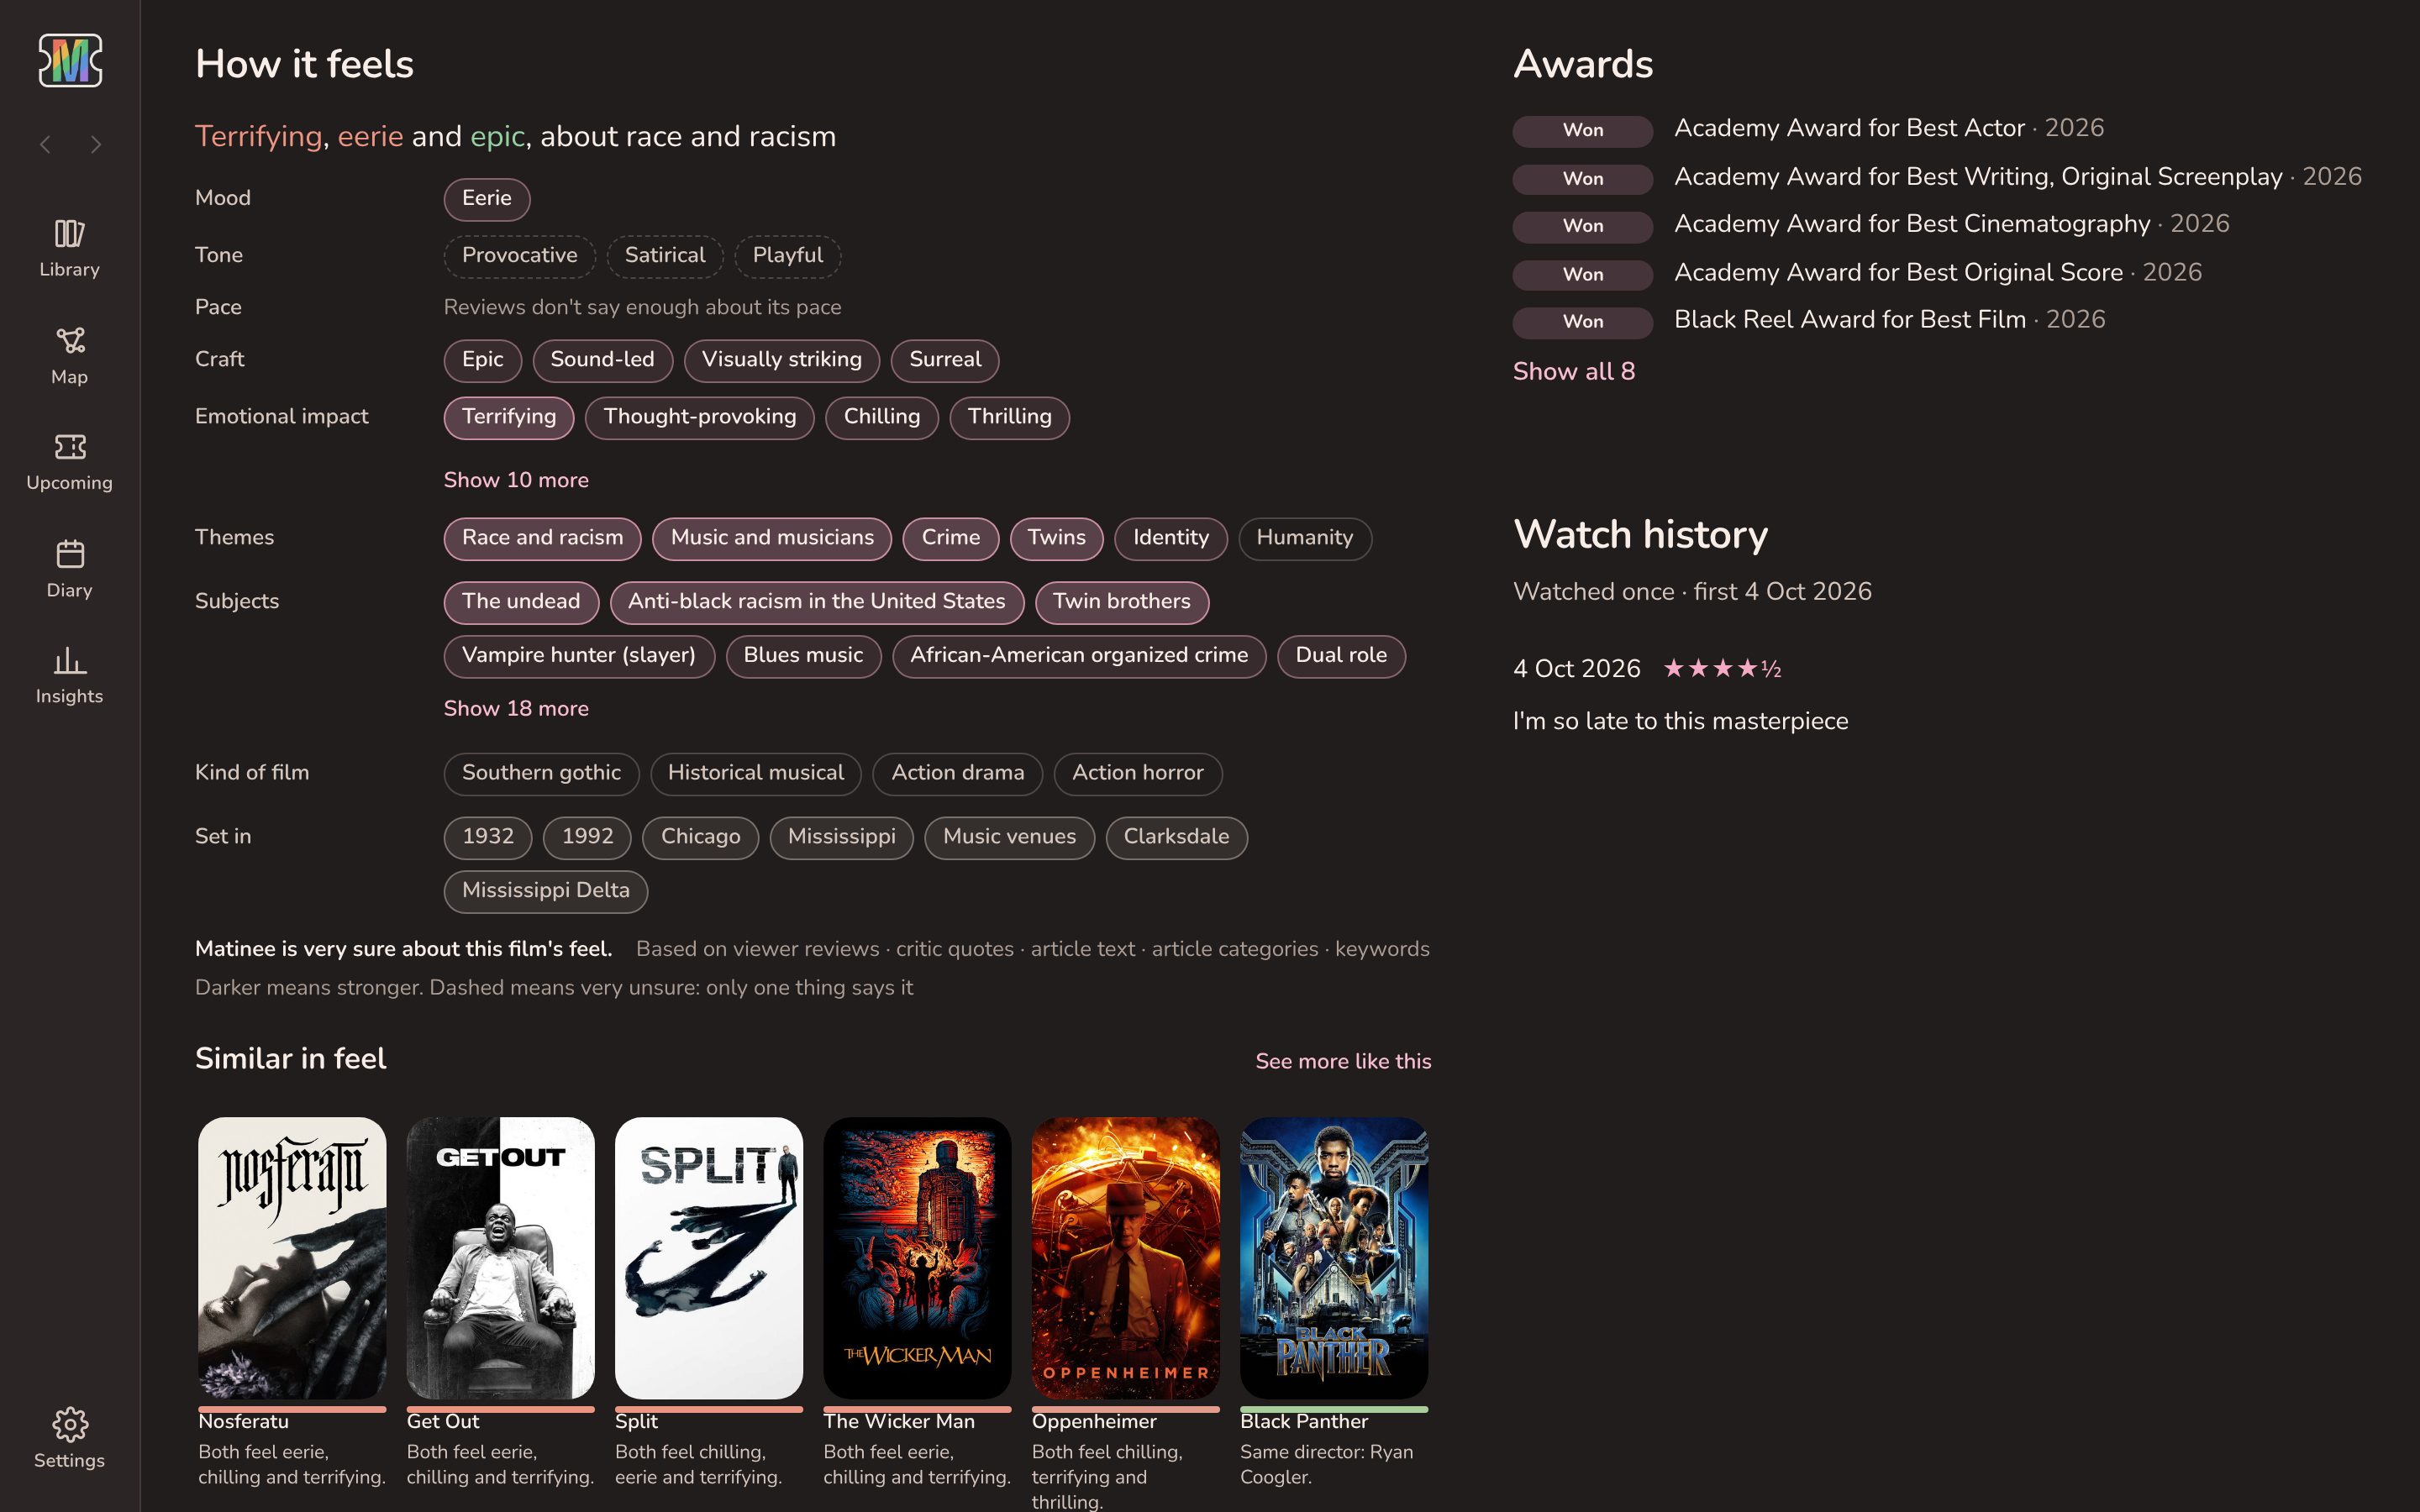 M
Library
Map
Upcoming
Diary
Insights
Settings
How it feels
Terrifying, eerie and epic, about race and racism
Mood Eerie
Tone Provocative Satirical Playful
Pace Reviews don't say enough about its pace
Craft Epic Sound-led Visually striking Surreal
Emotional impact Terrifying Thought-provoking Chilling Thrilling
Show 10 more
Themes Race and racism Music and musicians Crime Twins Identity Humanity
Subjects The undead Anti-black racism in the United States Twin brothers
Vampire hunter (slayer) Blues music African-American organized crime Dual role
Show 18 more
Kind of film Southern gothic Historical musical Action drama Action horror
Set in 1932 1992 Chicago Mississippi Music venues Clarksdale
Mississippi Delta
Matinee is very sure about this film's feel. Based on viewer reviews · critic quotes · article text · article categories · keywords
Darker means stronger. Dashed means very unsure: only one thing says it
Similar in feel See more like this
nosferatu
Nosferatu
Both feel eerie,
chilling and terrifying.
GET OUT
Get Out
Both feel eerie,
chilling and terrifying.
SPLIT
Split
Both feel chilling,
eerie and terrifying.
THE WICKER MAN
The Wicker Man
Both feel eerie,
chilling and terrifying.
OPPENHEIMER
Oppenheimer
Both feel chilling,
terrifying and
thrilling.
BLACK PANTHER
Black Panther
Same director: Ryan
Coogler.
Awards
Won Academy Award for Best Actor · 2026
Won Academy Award for Best Writing, Original Screenplay · 2026
Won Academy Award for Best Cinematography · 2026
Won Academy Award for Best Original Score · 2026
Won Black Reel Award for Best Film · 2026
Show all 8
Watch history
Watched once · first 4 Oct 2026
4 Oct 2026 ★★★★½
I'm so late to this masterpiece